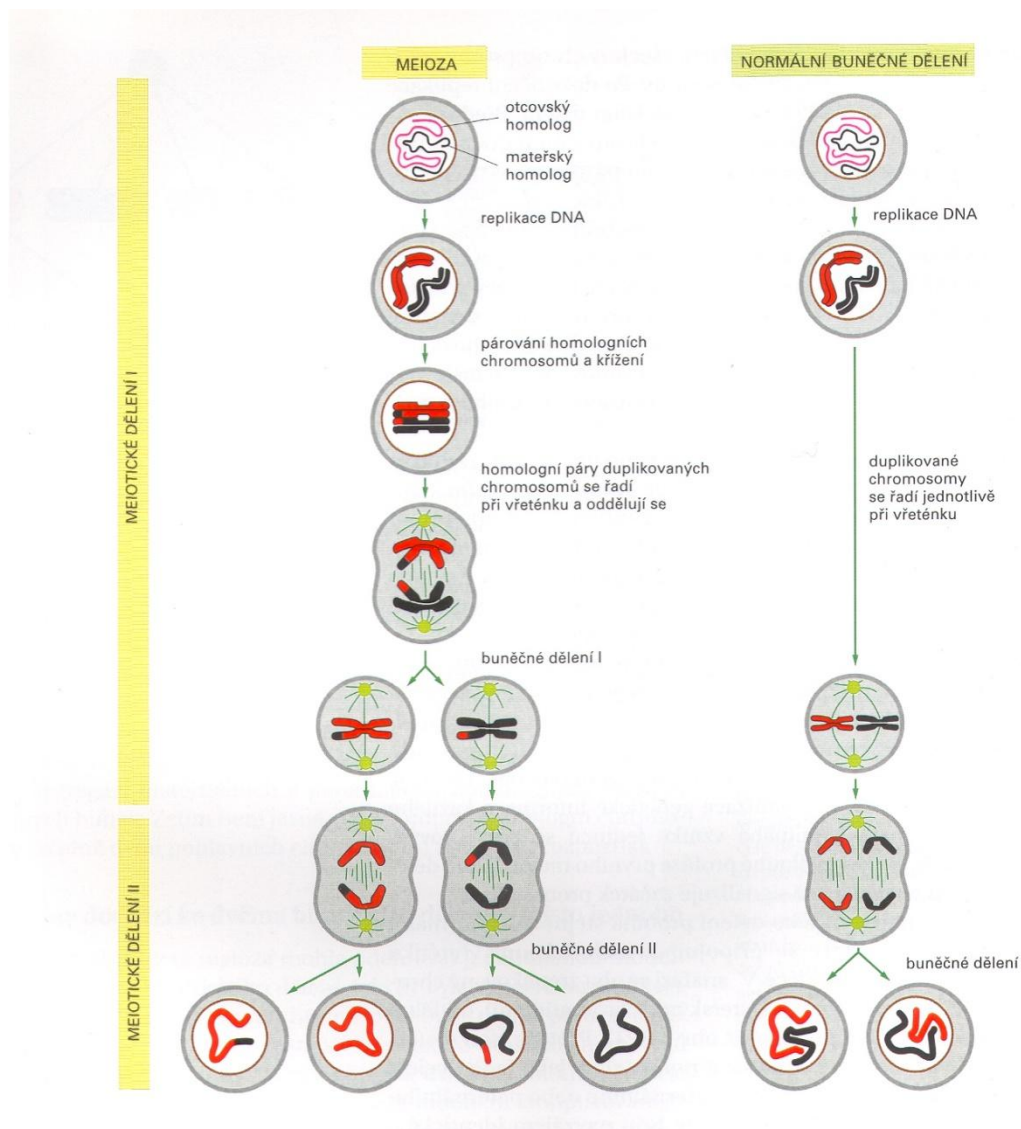 MEIOZA
NORMÁLNÍ BUNĚČNÉ DĚLENÍ
MEIOTICKÉ DĚLENÍ I
otcovský
homolog
mateřský
homolog
replikace DNA
párování homologních
chromosomů a křížení
homologní páry duplikovaných
chromosomů se řadí
při vřeténku a oddělují se
buněčné dělení I
MEIOTICKÉ DĚLENÍ II
buněčné dělení II
replikace DNA
duplikované
chromosomy
se řadí jednotlivě
při vřeténku
buněčné dělení